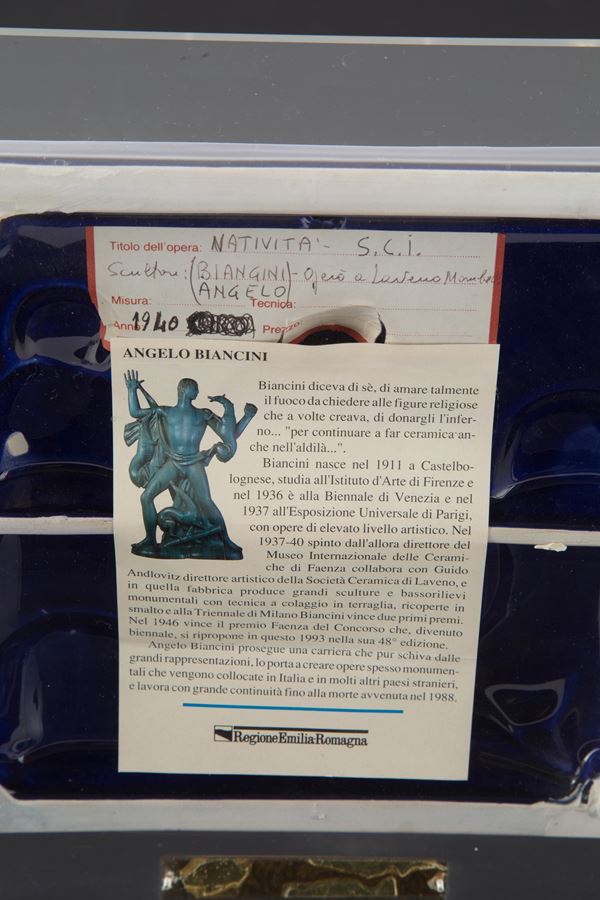 Titolo dell'opera: NATIVITA' - S.C.I.
Scultore: (BIANGINI) - Operò a Laveno Mombello
ANGELO
Misura: Tecnica:
Anno 1940 Prezzo
ANGELO BIANCINI
Biancini diceva di sè, di amare talmente
il fuoco da chiedere alle figure religiose
che a volte creava, di donargli l'infer-
no... "per continuare a far ceramica an-
che nell'aldilà...".
Biancini nasce nel 1911 a Castelbo-
lognese, studia all'Istituto d'Arte di Firenze e
nel 1936 è alla Biennale di Venezia e nel
1937 all'Esposizione Universale di Parigi,
con opere di elevato livello artistico. Nel
1937-40 spinto dall'allora direttore del
Museo Internazionale delle Cerami-
che di Faenza collabora con Guido
Andlovitz direttore artistico della Società Ceramica di Laveno, e
in quella fabbrica produce grandi sculture e bassorilievi
monumentali con tecnica a colaggio in terraglia, ricoperte in
smalto e alla Triennale di Milano Biancini vince due primi premi.
Nel 1946 vince il premio Faenza del Concorso che, divenuto
biennale, si ripropone in questo 1993 nella sua 48° edizione.
Angelo Biancini prosegue una carriera che pur schiva dalle
grandi rappresentazioni, lo porta a creare opere spesso monumen-
tali che vengono collocate in Italia e in molti altri paesi stranieri,
e lavora con grande continuità fino alla morte avvenuta nel 1988.
RegioneEmilia-Romagna